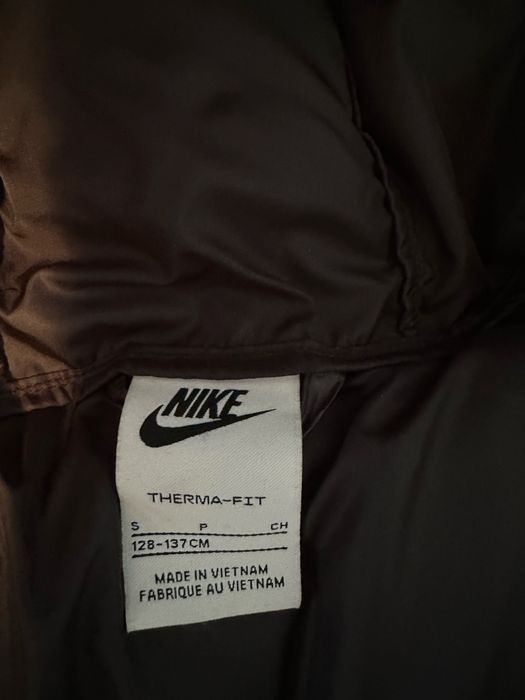 NIKE
THERMA-FIT
S P CH
128-137CM
MADE IN VIETNAM
FABRIQUE AU VIETNAM